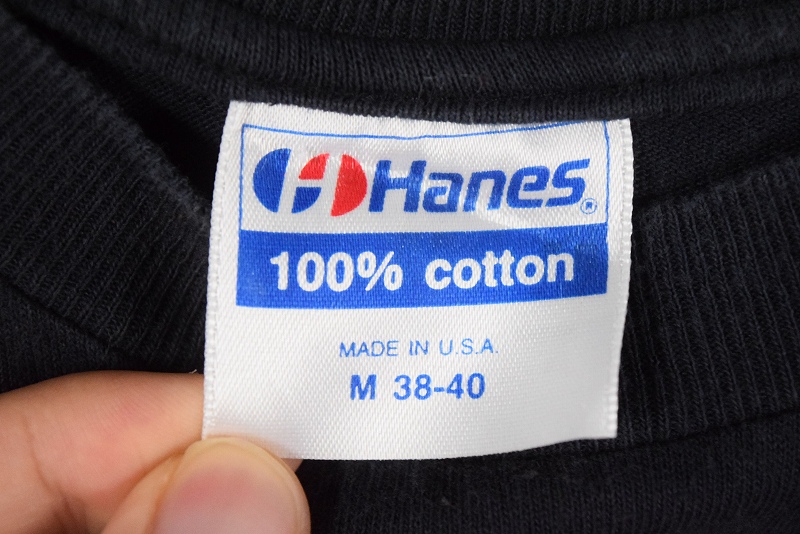 Hanes®
100% cotton
MADE IN U.S.A.
M 38-40